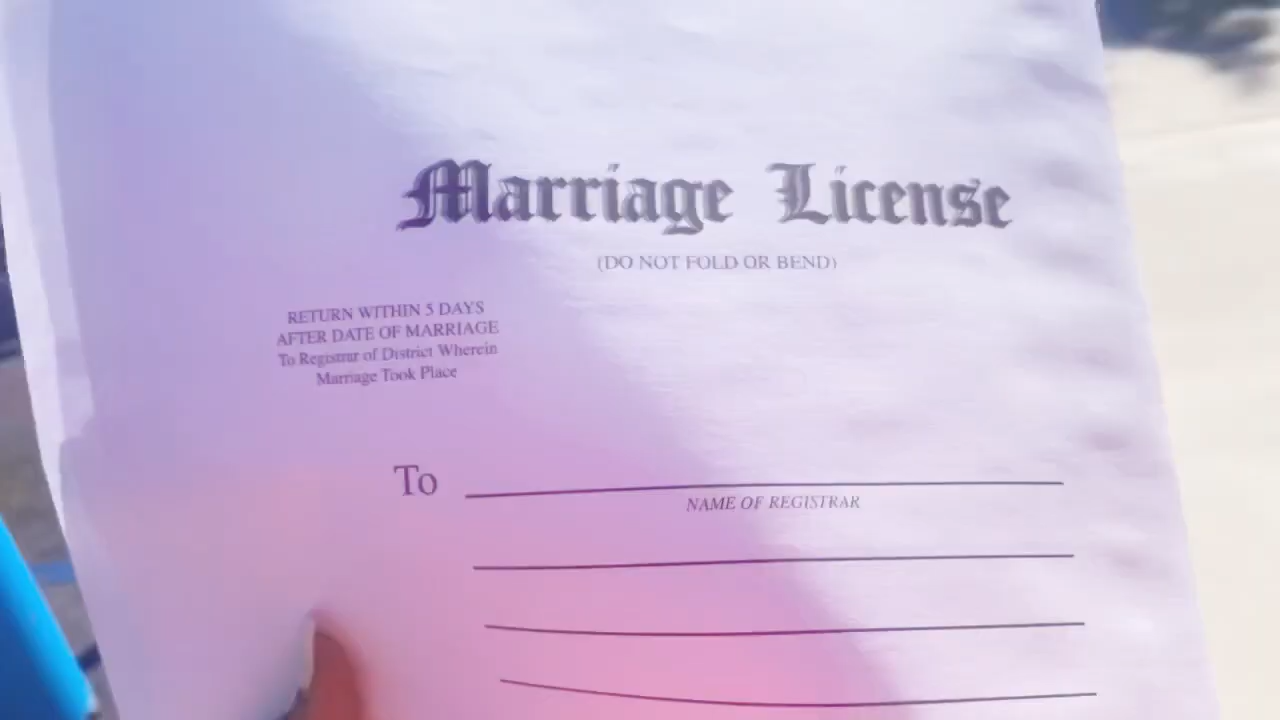 Marriage License
(DO NOT FOLD OR BEND)
RETURN WITHIN 5 DAYS
AFTER DATE OF MARRIAGE
To Registrar of District Wherein
Marriage Took Place
To
NAME OF REGISTRAR